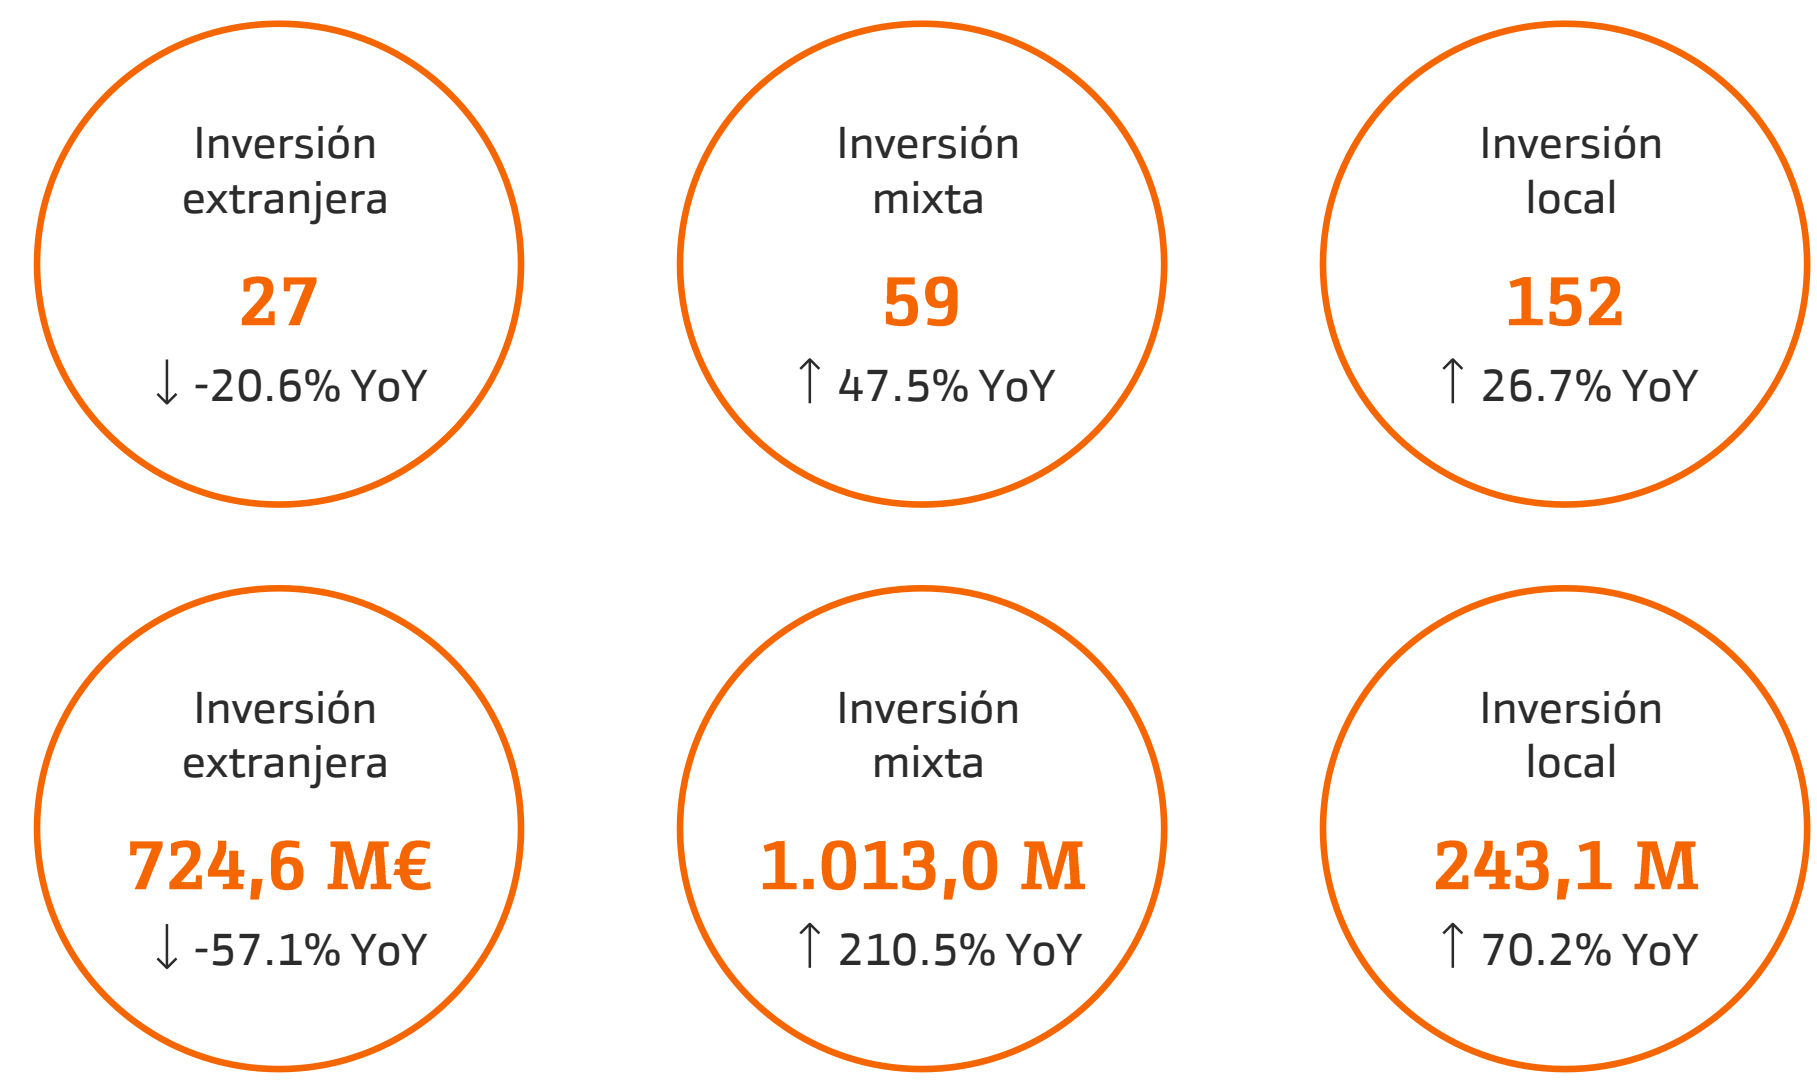 Inversión
extranjera
27
↓ -20.6% YoY
Inversión
mixta
59
↑ 47.5% YoY
Inversión
local
152
↑ 26.7% YoY
Inversión
extranjera
724,6 M€
↓ -57.1% YoY
Inversión
mixta
1.013,0 M
↑ 210.5% YoY
Inversión
local
243,1 M
↑ 70.2% YoY